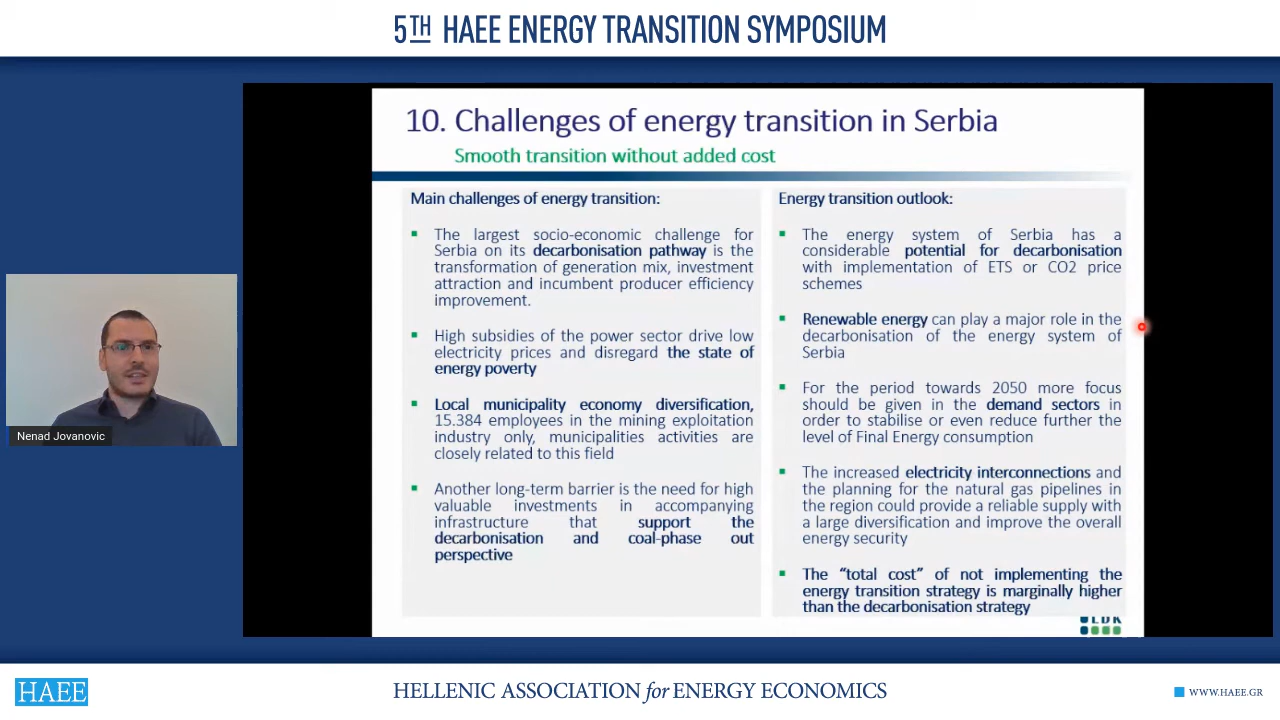 5TH HAEE ENERGY TRANSITION SYMPOSIUM
10. Challenges of energy transition in Serbia
Smooth transition without added cost
Main challenges of energy transition:
The largest socio-economic challenge for
Serbia on its decarbonisation pathway is the
transformation of generation mix, investment
attraction and incumbent producer efficiency
improvement.
High subsidies of the power sector drive low
electricity prices and disregard the state of
energy poverty
Local municipality economy diversification,
15.384 employees in the mining exploitation
industry only, municipalities activities are
closely related to this field
Another long-term barrier is the need for high
valuable investments in accompanying
infrastructure that support the
decarbonisation and coal-phase out
perspective
Energy transition outlook:
The energy system of Serbia has a
considerable potential for decarbonisation
with implementation of ETS or CO2 price
schemes
Renewable energy can play a major role in the
decarbonisation of the energy system of
Serbia
For the period towards 2050 more focus
should be given in the demand sectors in
order to stabilise or even reduce further the
level of Final Energy consumption
The increased electricity interconnections and
the planning for the natural gas pipelines in
the region could provide a reliable supply with
a large diversification and improve the overall
energy security
The “total cost” of not implementing the
energy transition strategy is marginally higher
than the decarbonisation strategy
LDK
Nenad Jovanovic
HAEE
HELLENIC ASSOCIATION for ENERGY ECONOMICS
WWW.HAEE.GR